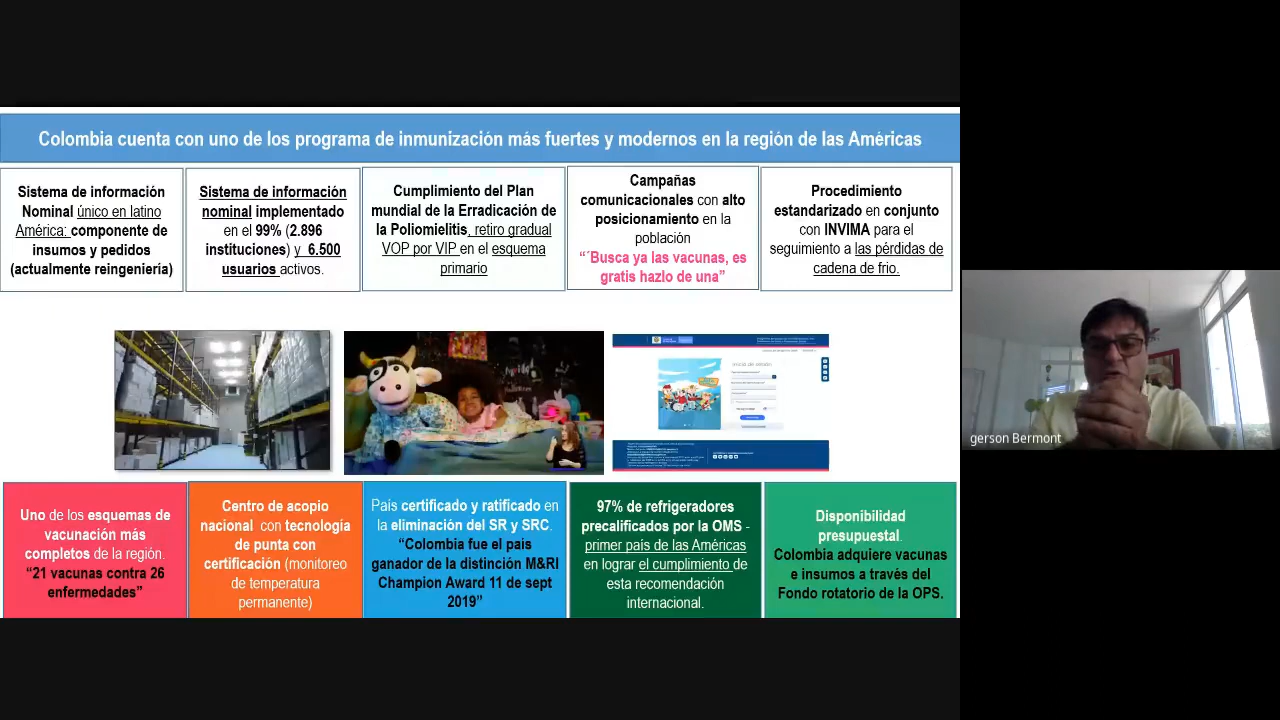 Colombia cuenta con uno de los programa de inmunización más fuertes y modernos en la región de las Américas
Sistema de información
Nominal único en latino
América: componente de
insumos y pedidos
(actualmente reingeniería)
Sistema de información
nominal implementado
en el 99% (2.896
instituciones) y 6.500
usuarios activos.
Cumplimiento del Plan
mundial de la Erradicación de
la Poliomielitis, retiro gradual
VOP por VIP en el esquema
primario
Campañas
comunicacionales con alto
posicionamiento en la
población
“´Busca ya las vacunas, es
gratis hazlo de una”
Procedimiento
estandarizado en conjunto
con INVIMA para el
seguimiento a las pérdidas de
cadena de frio.
gerson Bermont
Uno de los esquemas de
vacunación más
completos de la región.
“21 vacunas contra 26
enfermedades”
Centro de acopio
nacional con tecnología
de punta con
certificación (monitoreo
de temperatura
permanente)
País certificado y ratificado en
la eliminación del SR y SRC.
“Colombia fue el país
ganador de la distinción M&RI
Champion Award 11 de sept
2019”
97% de refrigeradores
precalificados por la OMS -
primer país de las Américas
en lograr el cumplimiento de
esta recomendación
internacional.
Disponibilidad
presupuestal.
Colombia adquiere vacunas
e insumos a través del
Fondo rotatorio de la OPS.